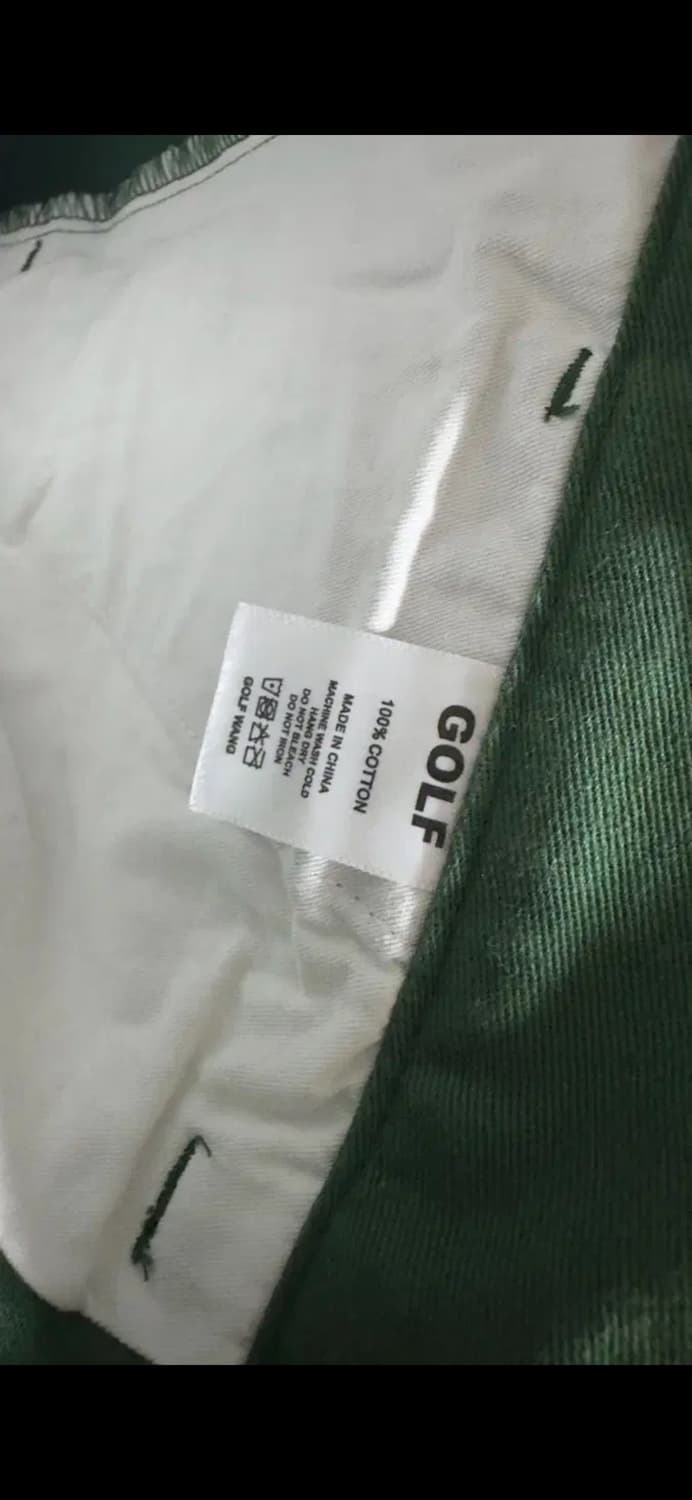 GOLF
100% COTTON
MADE IN CHINA
MACHINE WASH COLD
HANG DRY
DO NOT BLEACH
DO NOT IRON
GOLF WANG